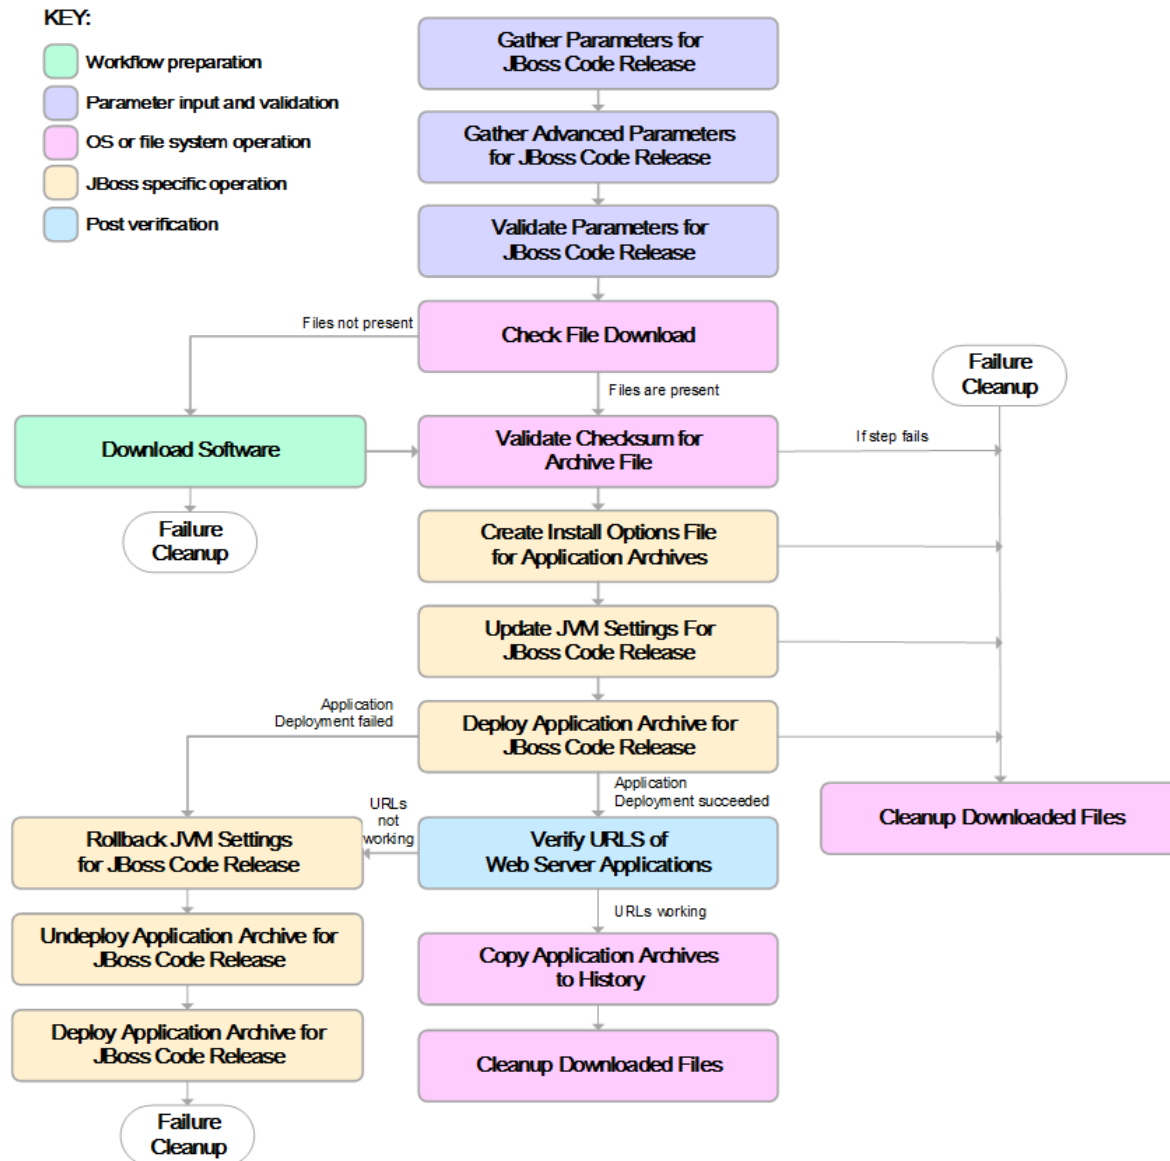 KEY:
Workflow preparation
Parameter input and validation
OS or file system operation
JBoss specific operation
Post verification
Gather Parameters for
JBoss Code Release
Gather Advanced Parameters
for JBoss Code Release
Validate Parameters for
JBoss Code Release
Files not present
Check File Download
Files are present
Failure
Cleanup
Download Software
Validate Checksum for
Archive File
If step fails
Failure
Cleanup
Create Install Options File
for Application Archives
Update JVM Settings For
JBoss Code Release
Application
Deployment failed
Deploy Application Archive for
JBoss Code Release
Application
Deployment succeeded
Cleanup Downloaded Files
URLs
not
working
Rollback JVM Settings
for JBoss Code Release
Verify URLS of
Web Server Applications
URLs working
Undeploy Application Archive for
JBoss Code Release
Copy Application Archives
to History
Deploy Application Archive for
JBoss Code Release
Cleanup Downloaded Files
Failure
Cleanup